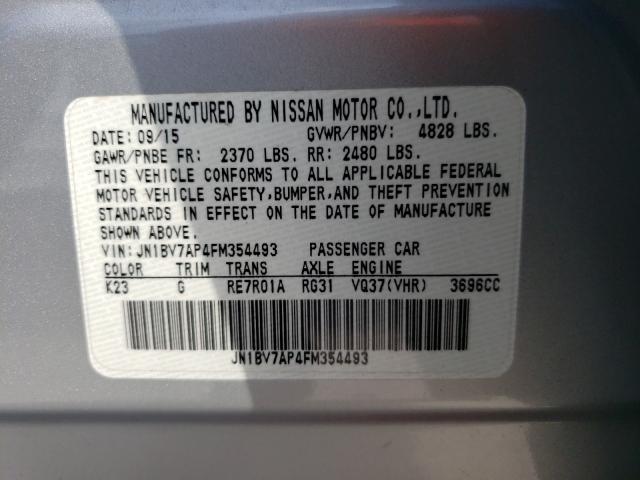 MANUFACTURED BY NISSAN MOTOR CO.,LTD.
DATE: 09/15 GVWR/PNBV: 4828 LBS.
GAWR/PNBE FR: 2370 LBS. RR: 2480 LBS.
THIS VEHICLE CONFORMS TO ALL APPLICABLE FEDERAL
MOTOR VEHICLE SAFETY,BUMPER,AND THEFT PREVENTION
STANDARDS IN EFFECT ON THE DATE OF MANUFACTURE
SHOWN ABOVE.
VIN: JN1BV7AP4FM354493 PASSENGER CAR
COLOR TRIM TRANS AXLE ENGINE
K23 G RE7R01A RG31 VQ37(VHR) 3696CC
JN1BV7AP4FM354493